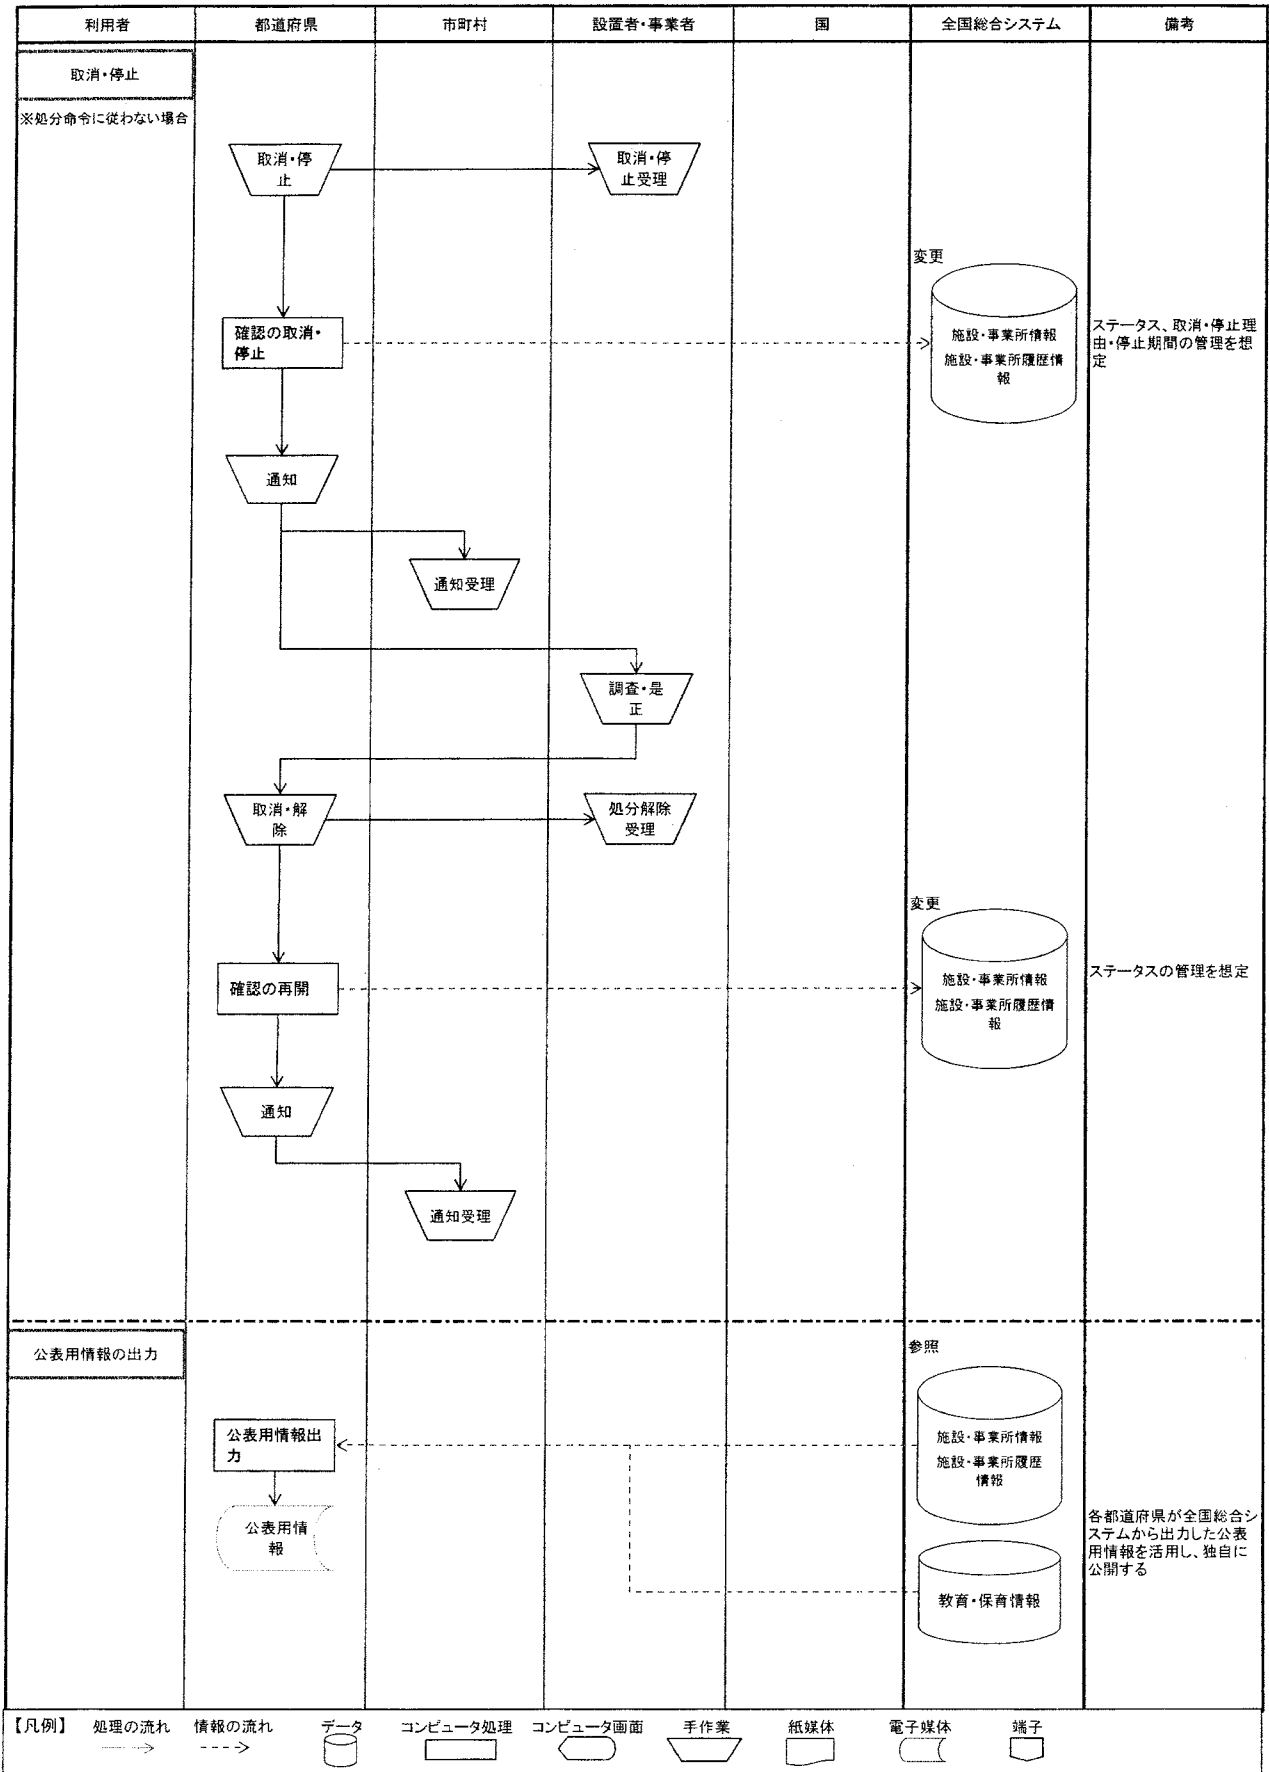 利用者 都道府県 市町村 設置者・事業者 国 全国総合システム 備考
取消・停止
※処分命令に従わない場合
取消・停
止
取消・停
止受理
変更
確認の取消・
停止
施設・事業所情報
施設・事業所履歴情
報
ステータス、取消・停止理
由・停止期間の管理を想
定
通知
通知受理
調査・是
正
取消・解
除
処分解除
受理
変更
確認の再開
施設・事業所情報
施設・事業所履歴情
報
ステータスの管理を想定
通知
通知受理
公表用情報の出力
参照
公表用情報出
力
施設・事業所情報
施設・事業所履歴
情報
公表用情
報
教育・保育情報
各都道府県が全国総合シ
ステムから出力した公表
用情報を活用し、独自に
公開する
【凡例】 処理の流れ 情報の流れ データ コンピュータ処理 コンピュータ画面 手作業 紙媒体 電子媒体 端子